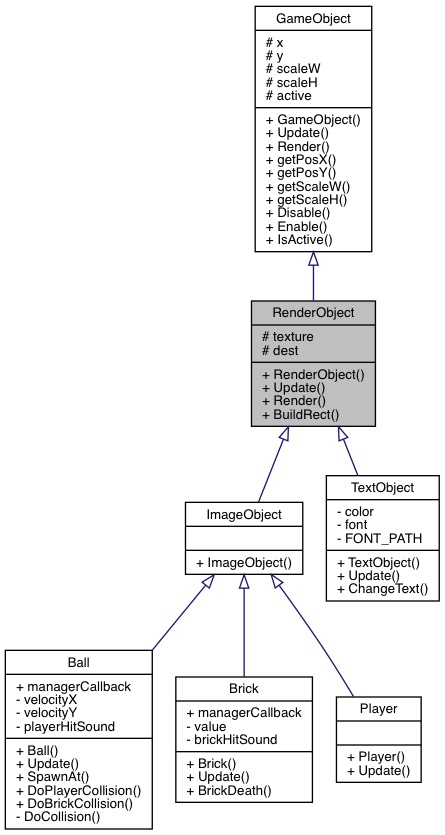 GameObject
# x
# y
# scaleW
# scaleH
# active
+ GameObject()
+ Update()
+ Render()
+ getPosX()
+ getPosY()
+ getScaleW()
+ getScaleH()
+ Disable()
+ Enable()
+ IsActive()
RenderObject
# texture
# dest
+ RenderObject()
+ Update()
+ Render()
+ BuildRect()
ImageObject
+ ImageObject()
TextObject
- color
- font
- FONT_PATH
+ TextObject()
+ Update()
+ ChangeText()
Ball
+ managerCallback
- velocityX
- velocityY
- playerHitSound
+ Ball()
+ Update()
+ SpawnAt()
+ DoPlayerCollision()
+ DoBrickCollision()
- DoCollision()
Brick
+ managerCallback
- value
- brickHitSound
+ Brick()
+ Update()
+ BrickDeath()
Player
+ Player()
+ Update()